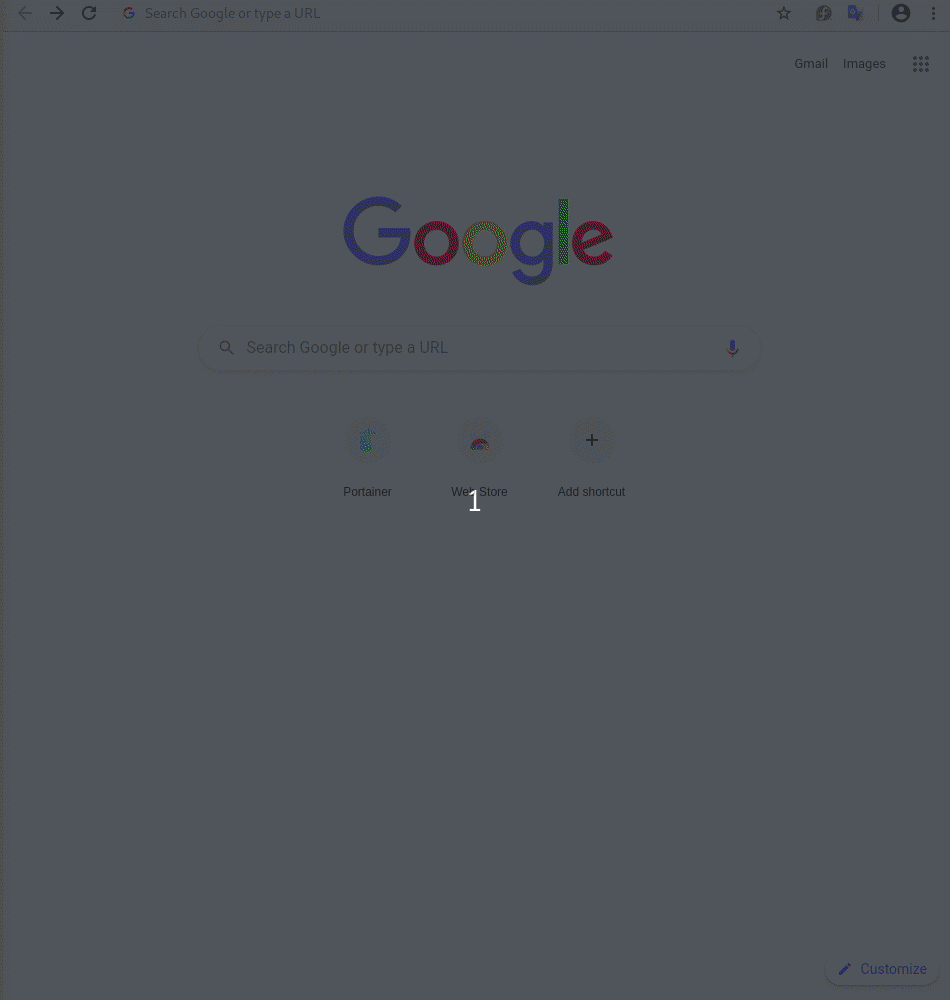 Search Google or type a URL
Gmail Images
Google
Search Google or type a URL
Portainer Web Store Add shortcut
1
Customize